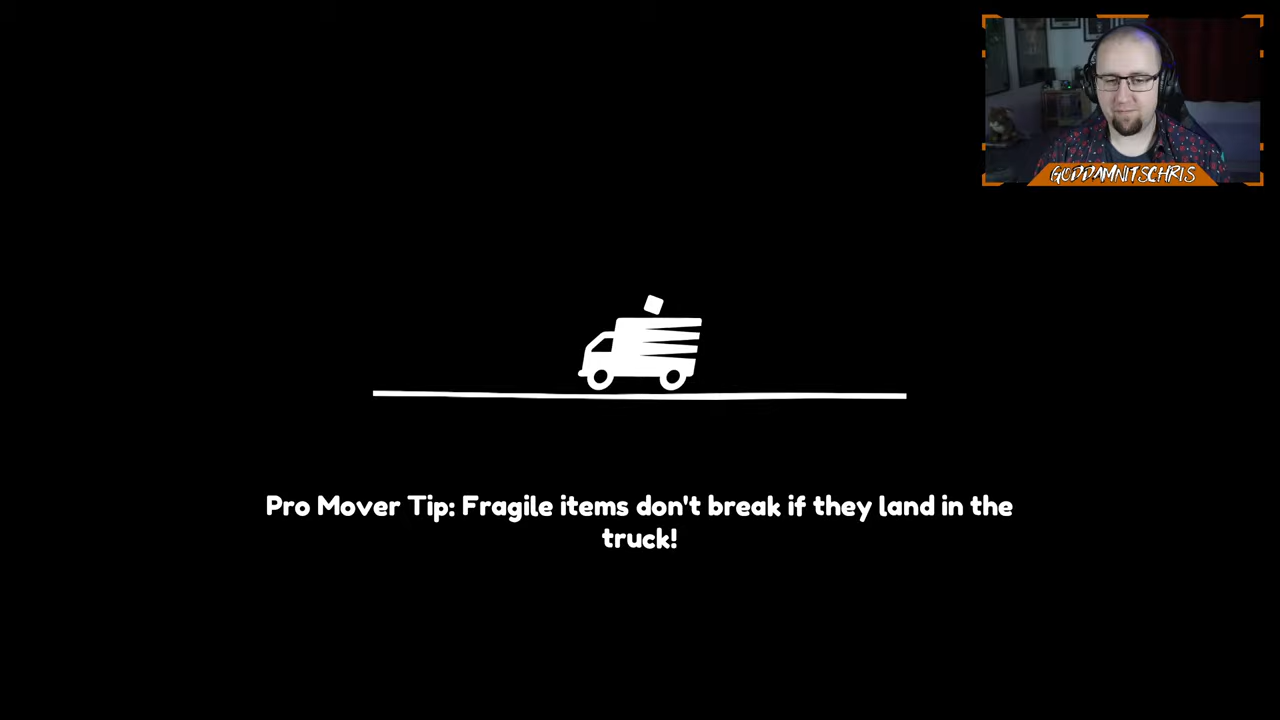 GODDAMNITSCHRIS
Pro Mover Tip: Fragile items don't break if they land in the
truck!